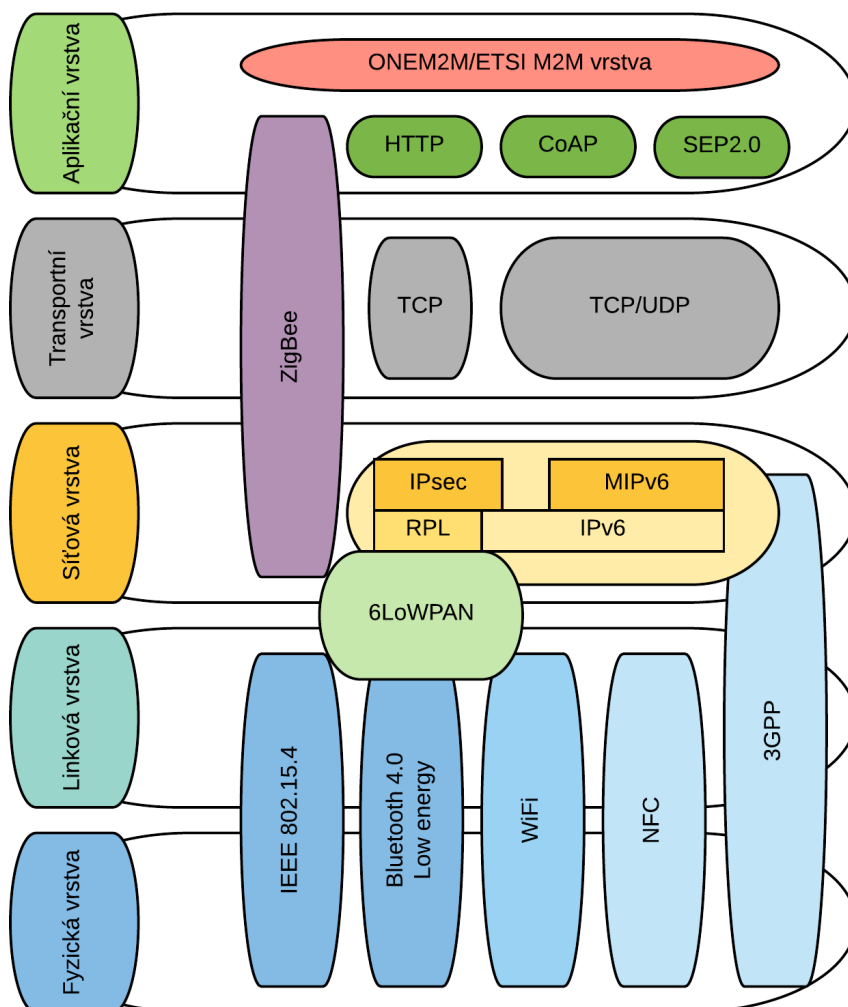 Aplikační vrstva
ONEM2M/ETSI M2M vrstva
HTTP
CoAP
SEP2.0
Transportní
vrstva
ZigBee
TCP
TCP/UDP
Síťová vrstva
IPsec
MIPv6
RPL
IPv6
6LoWPAN
Linková vrstva
IEEE 802.15.4
Bluetooth 4.0
Low energy
WiFi
NFC
3GPP
Fyzická vrstva